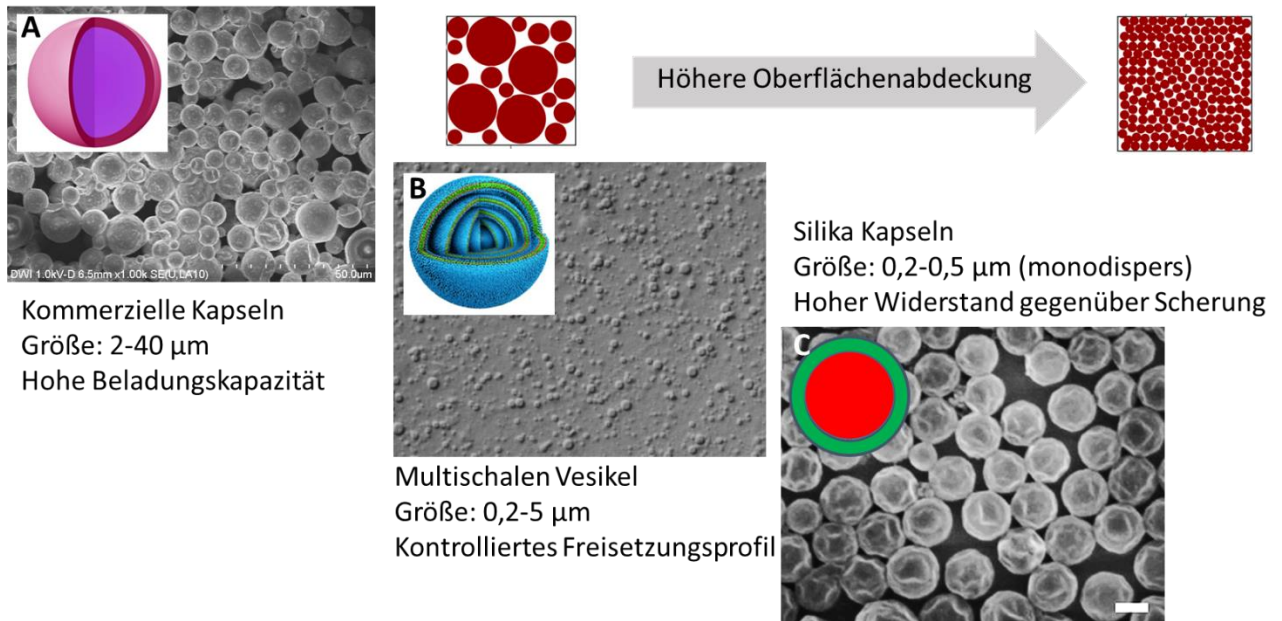 A
DWI 1.0kV-D 6.5mm x1.00k SE(U,LA10)
50.0um
Kommerzielle Kapseln
Größe: 2-40 µm
Hohe Beladungskapazität
Höhere Oberflächenabdeckung
B
Multischalen Vesikel
Größe: 0,2-5 µm
Kontrolliertes Freisetzungsprofil
Silika Kapseln
Größe: 0,2-0,5 µm (monodispers)
Hoher Widerstand gegenüber Scherung
C